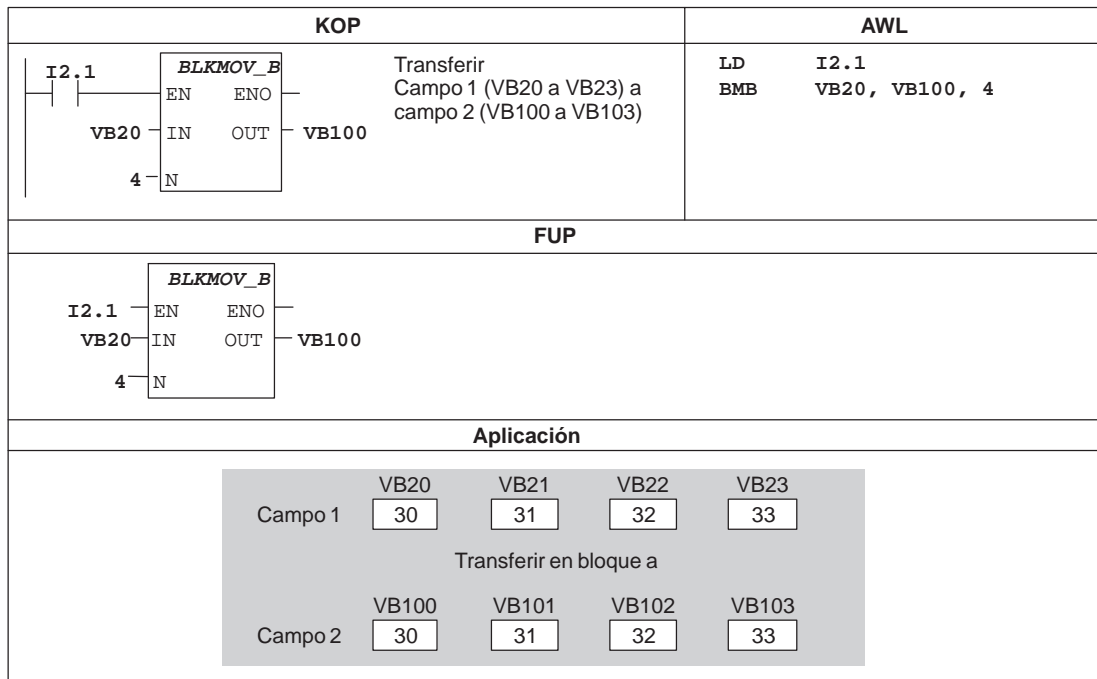 KOP
AWL
I2.1
BLKMOV_B
EN ENO
VB20 IN OUT VB100
4 N
Transferir
Campo 1 (VB20 a VB23) a
campo 2 (VB100 a VB103)
LD I2.1
BMB VB20, VB100, 4
FUP
BLKMOV_B
I2.1 EN ENO
VB20 IN OUT VB100
4 N
Aplicación
VB20 VB21 VB22 VB23
Campo 1 30 31 32 33
Transferir en bloque a
VB100 VB101 VB102 VB103
Campo 2 30 31 32 33